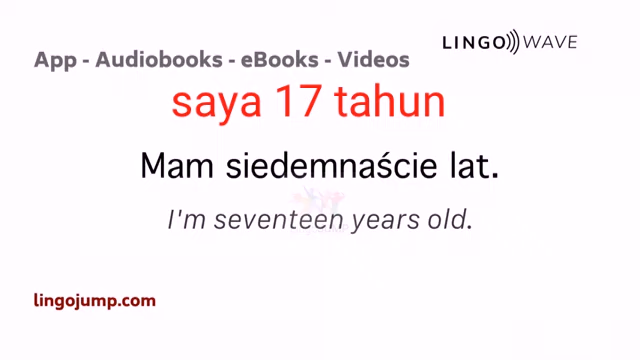 LINGO WAVE
App - Audiobooks - eBooks - Videos
saya 17 tahun
Mam siedemnaście lat.
I'm seventeen years old.
lingojump.com